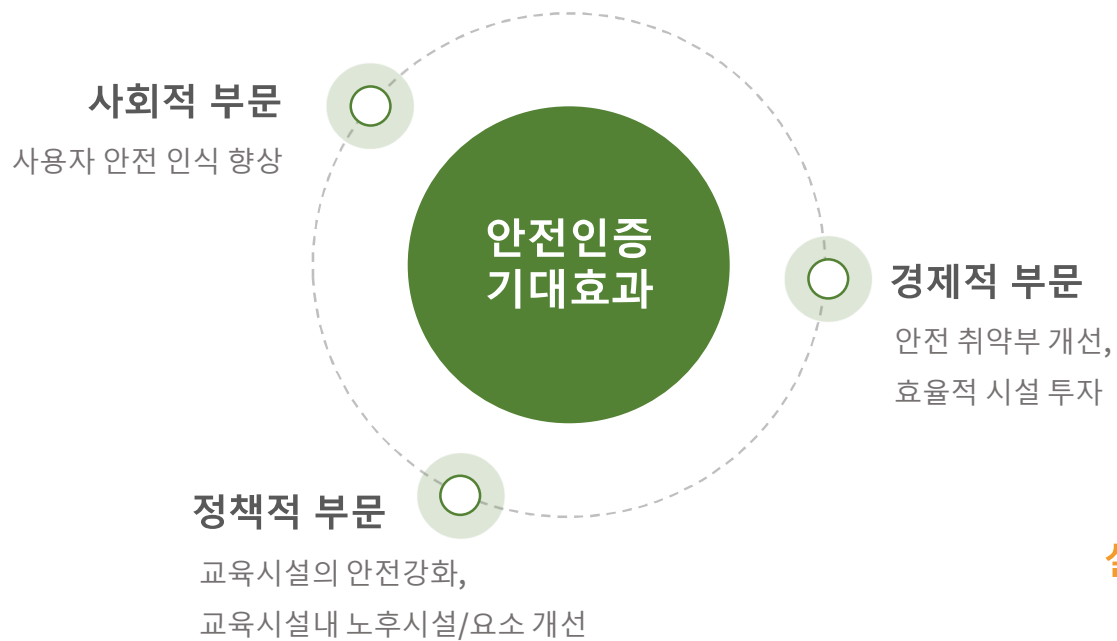 사회적 부문
사용자 안전 인식 향상
안전인증
기대효과
경제적 부문
안전 취약부 개선,
효율적 시설 투자
정책적 부문
교육시설의 안전강화,
교육시설내 노후시설/요소 개선